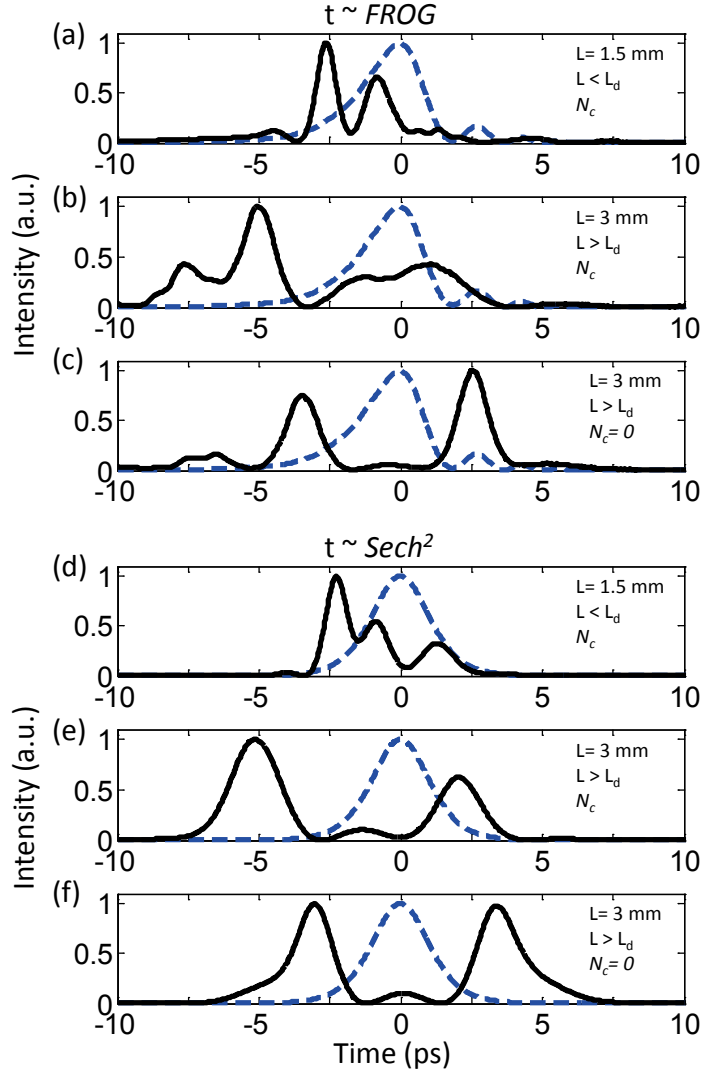 t ~ FROG
(a)
1
0.5
0
L= 1.5 mm
L < Ld
Nc
-10 -5 0 5 10
(b)
1
0.5
0
L= 3 mm
L > Ld
Nc
-10 -5 0 5 10
(c)
1
0.5
0
L= 3 mm
L > Ld
Nc= 0
-10 -5 0 5 10
Intensity (a.u.)
t ~ Sech²
(d)
1
0.5
0
L= 1.5 mm
L < Ld
Nc
-10 -5 0 5 10
(e)
1
0.5
0
L= 3 mm
L > Ld
Nc
-10 -5 0 5 10
(f)
1
0.5
0
L= 3 mm
L > Ld
Nc= 0
-10 -5 0 5 10
Intensity (a.u.)
Time (ps)